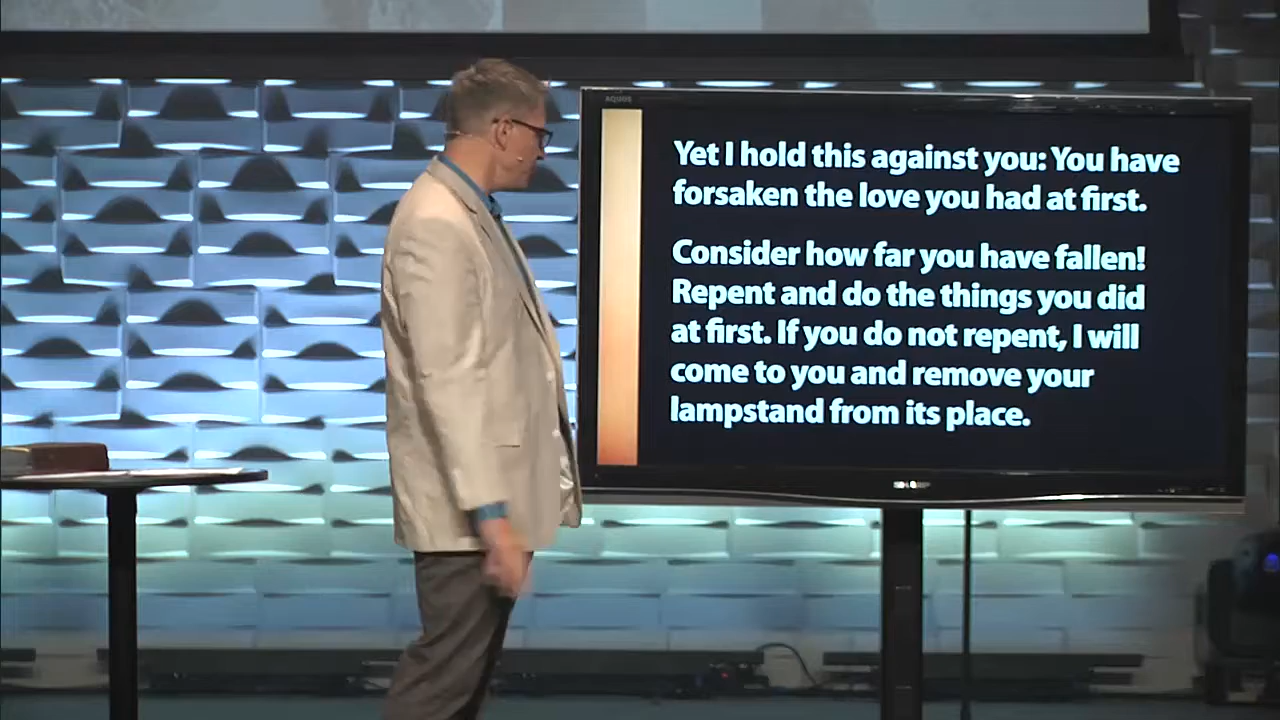 AQUOS
Yet I hold this against you: You have
forsaken the love you had at first.
Consider how far you have fallen!
Repent and do the things you did
at first. If you do not repent, I will
come to you and remove your
lampstand from its place.
SHARP